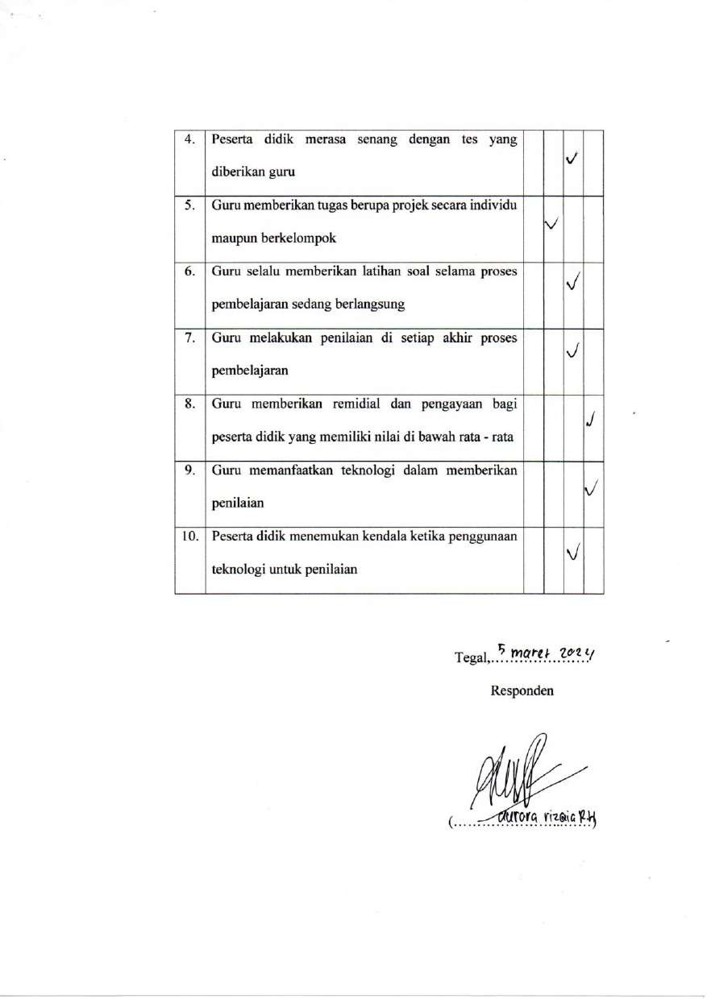 4. Peserta didik merasa senang dengan tes yang
diberikan guru
✓
5. Guru memberikan tugas berupa projek secara individu
maupun berkelompok
✓
6. Guru selalu memberikan latihan soal selama proses
pembelajaran sedang berlangsung
✓
7. Guru melakukan penilaian di setiap akhir proses
pembelajaran
✓
8. Guru memberikan remidial dan pengayaan bagi
peserta didik yang memiliki nilai di bawah rata - rata
✓
9. Guru memanfaatkan teknologi dalam memberikan
penilaian
✓
10. Peserta didik menemukan kendala ketika penggunaan
teknologi untuk penilaian
✓
Tegal, 5 maret 2024
Responden
(aurora rizqia R.H)